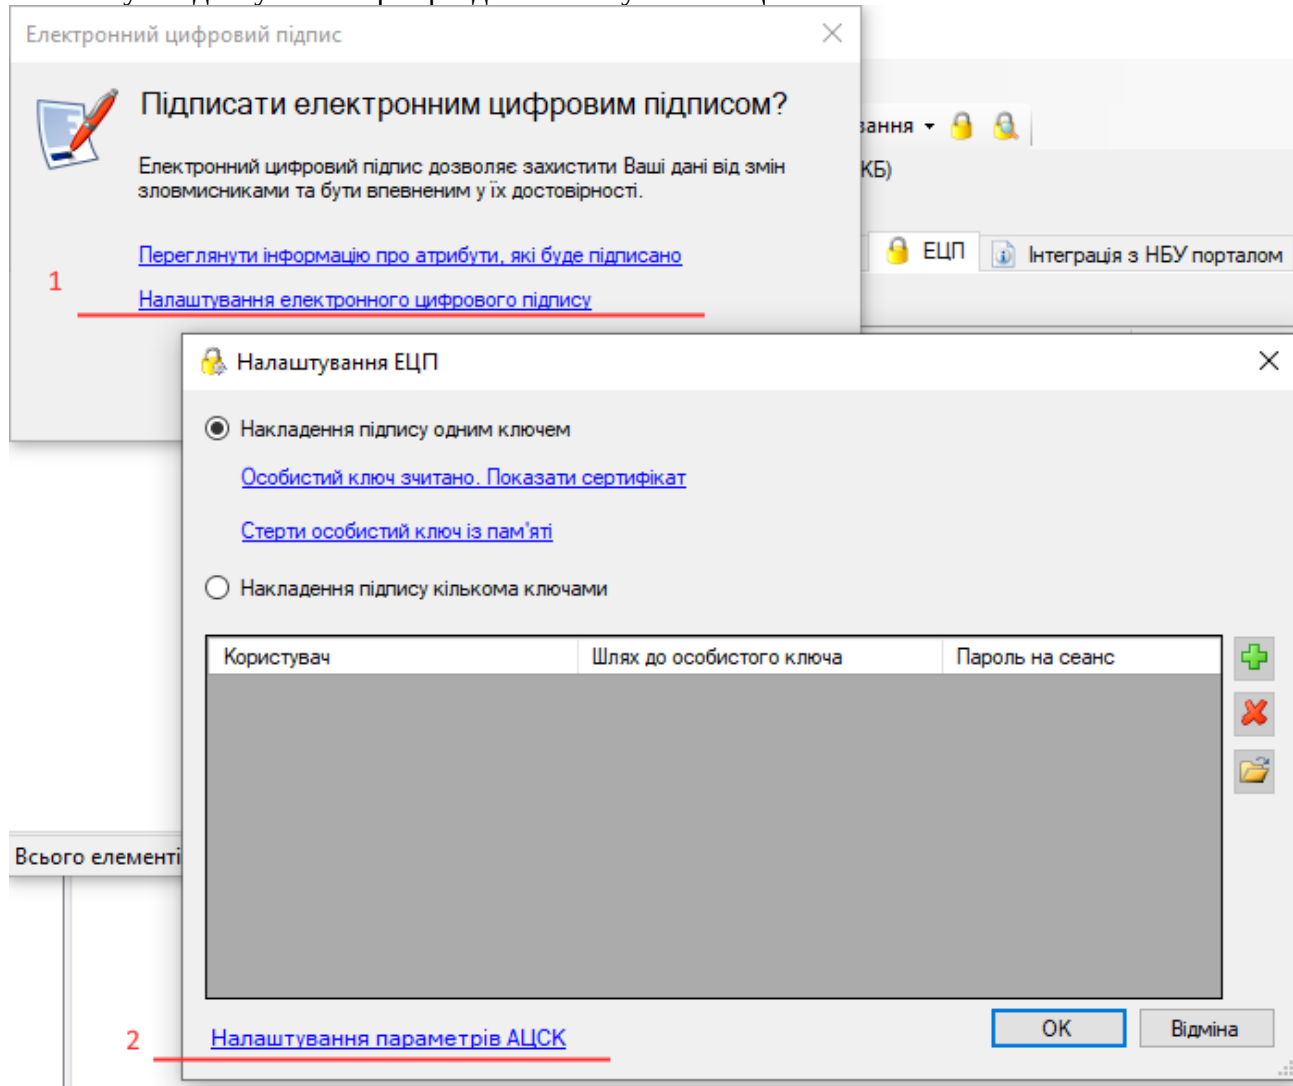 Електронний цифровий підпис
Підписати електронним цифровим підписом?
Електронний цифровий підпис дозволяє захистити Ваші дані від змін
зловмисниками та бути впевненим у їх достовірності.
Переглянути інформацію про атрибути, які буде підписано
1
Налаштування електронного цифрового підпису
вання
КБ)
ЕЦП
Інтеграція з НБУ порталом
Налаштування ЕЦП
Накладення підпису одним ключем
Особистий ключ зчитано. Показати сертифікат
Стерти особистий ключ із пам'яті
Накладення підпису кількома ключами
Користувач Шлях до особистого ключа Пароль на сеанс
Всього елементі
2
Налаштування параметрів АЦСК
OK Відміна